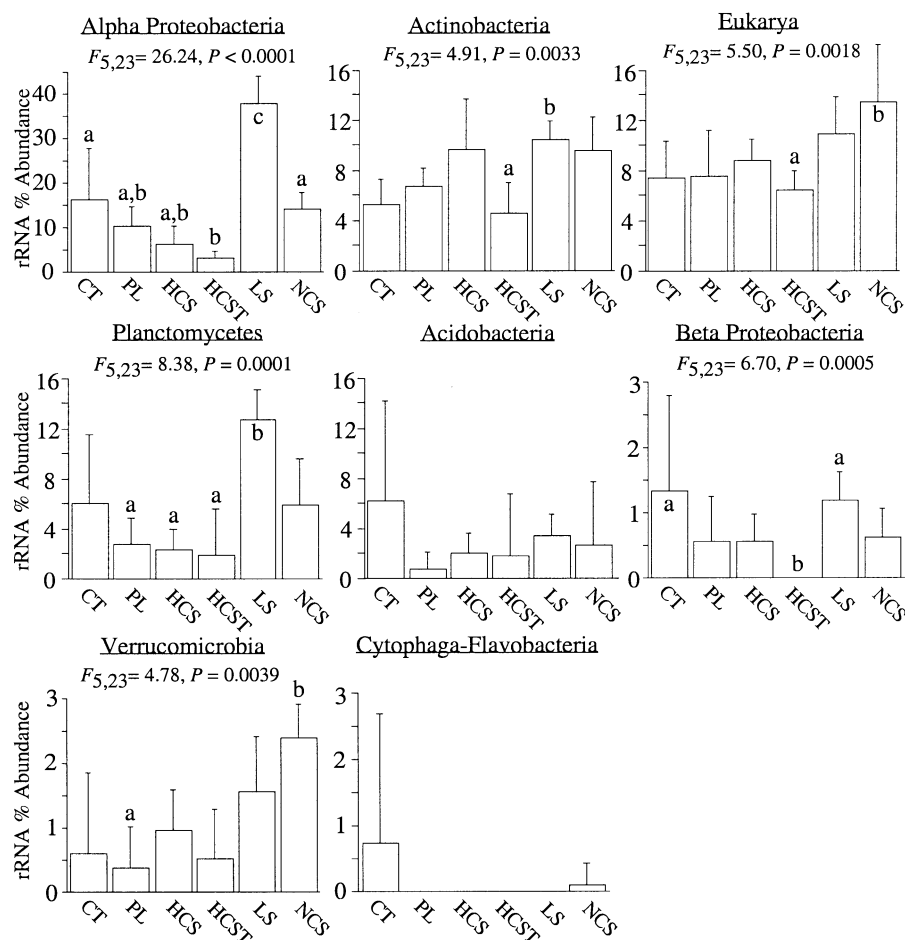 Alpha Proteobacteria
F5,23= 26.24, P < 0.0001
rRNA % Abundance
40
30
20
10
0
a
a,b
a,b
b
c
a
CT PL HCS HCST LS NCS
Actinobacteria
F5,23= 4.91, P = 0.0033
16
12
8
4
0
a
b
CT PL HCS HCST LS NCS
Eukarya
F5,23= 5.50, P = 0.0018
16
12
8
4
0
a
b
CT PL HCS HCST LS NCS
Planctomycetes
F5,23= 8.38, P = 0.0001
rRNA % Abundance
16
12
8
4
0
a
a
a
b
CT PL HCS HCST LS NCS
Acidobacteria
16
12
8
4
0
CT PL HCS HCST LS NCS
Beta Proteobacteria
F5,23= 6.70, P = 0.0005
3
2
1
0
a
b
a
CT PL HCS HCST LS NCS
Verrucomicrobia
F5,23= 4.78, P = 0.0039
rRNA % Abundance
3
2
1
0
a
b
CT PL HCS HCST LS NCS
Cytophaga-Flavobacteria
3
2
1
0
CT PL HCS HCST LS NCS